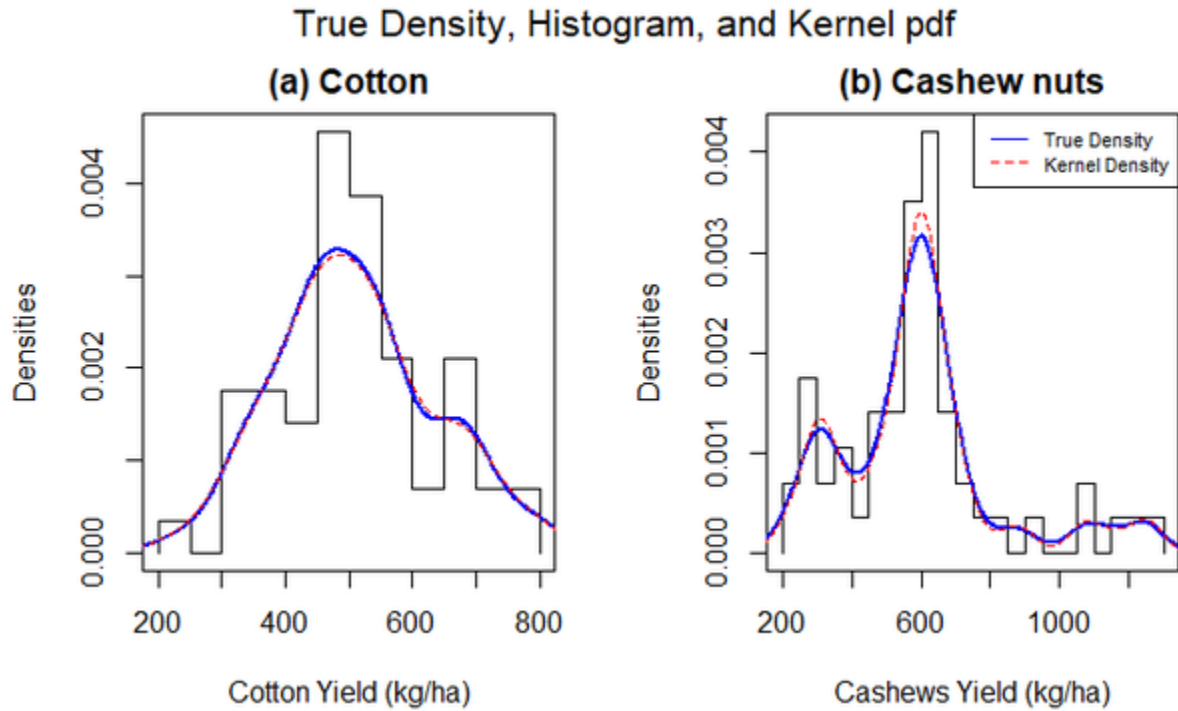 True Density, Histogram, and Kernel pdf
(a) Cotton
Densities
0.004
0.002
0.000
200 400 600 800
Cotton Yield (kg/ha)
(b) Cashew nuts
True Density
Kernel Density
Densities
0.004
0.003
0.002
0.001
0.000
200 600 1000
Cashews Yield (kg/ha)